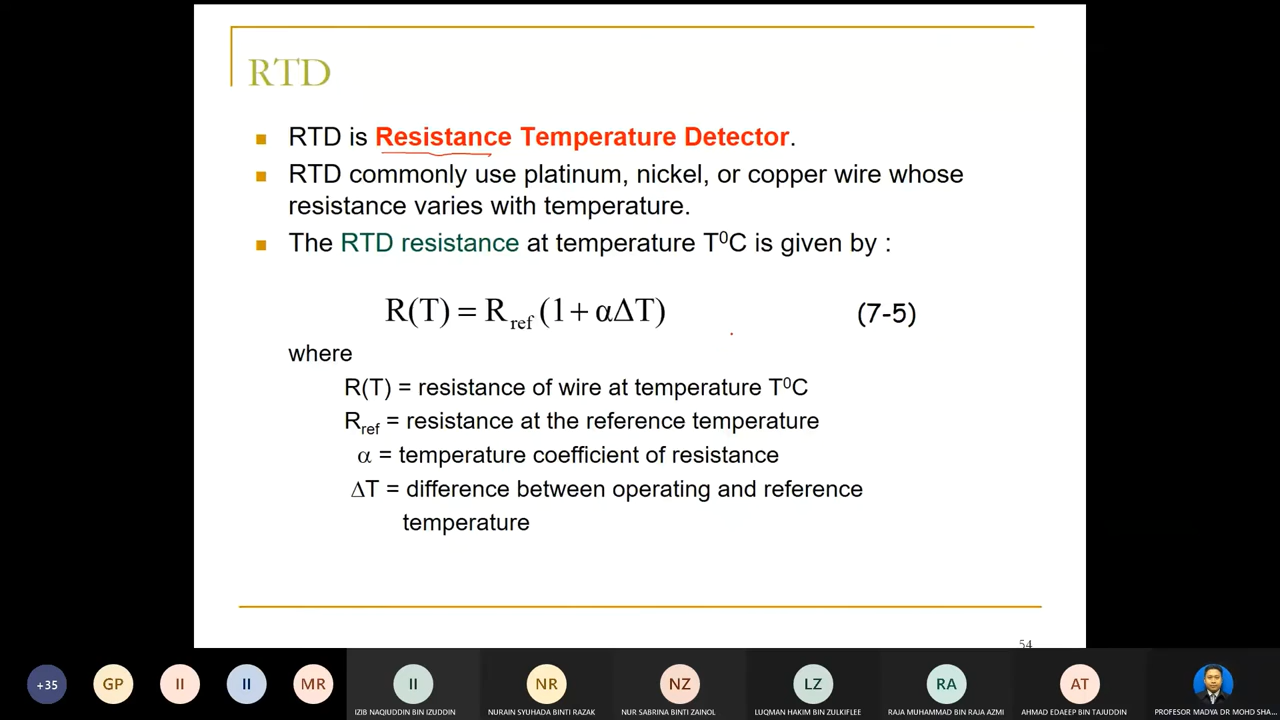 RTD
RTD is Resistance Temperature Detector.
RTD commonly use platinum, nickel, or copper wire whose
resistance varies with temperature.
The RTD resistance at temperature T⁰C is given by :
R(T) = R_ref (1 + αΔT) (7-5)
where
R(T) = resistance of wire at temperature T⁰C
R_ref = resistance at the reference temperature
α = temperature coefficient of resistance
ΔT = difference between operating and reference
temperature
54
+35 GP II II MR II NR NZ LZ RA AT
IZIB NAQIUDDIN BIN IZUDDIN NURAIN SYUHADA BINTI RAZAK NUR SABRINA BINTI ZAINOL LUQMAN HAKIM BIN ZULKIFLEE RAJA MUHAMMAD BIN RAJA AZMI AHMAD EDAEEP BIN TAJUDDIN PROFESOR MADYA DR MOHD SHA...